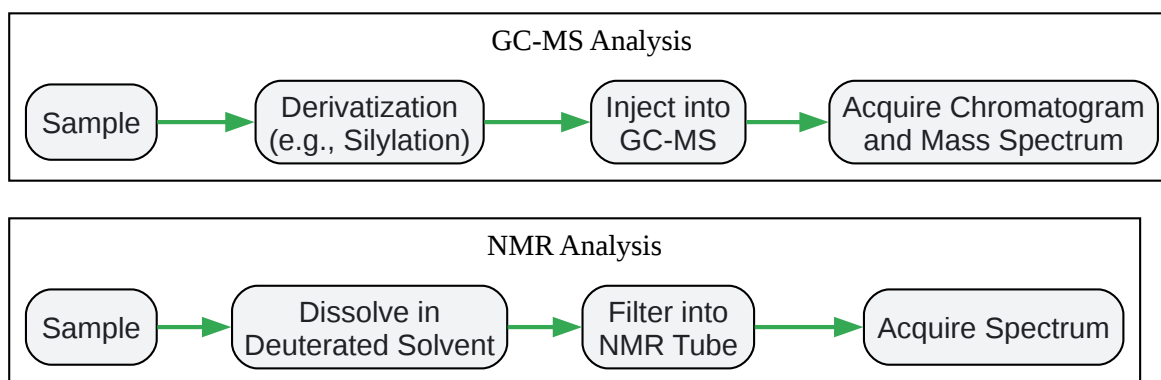 GC-MS Analysis
Sample
Derivatization
(e.g., Silylation)
Inject into
GC-MS
Acquire Chromatogram
and Mass Spectrum
NMR Analysis
Sample
Dissolve in
Deuterated Solvent
Filter into
NMR Tube
Acquire Spectrum